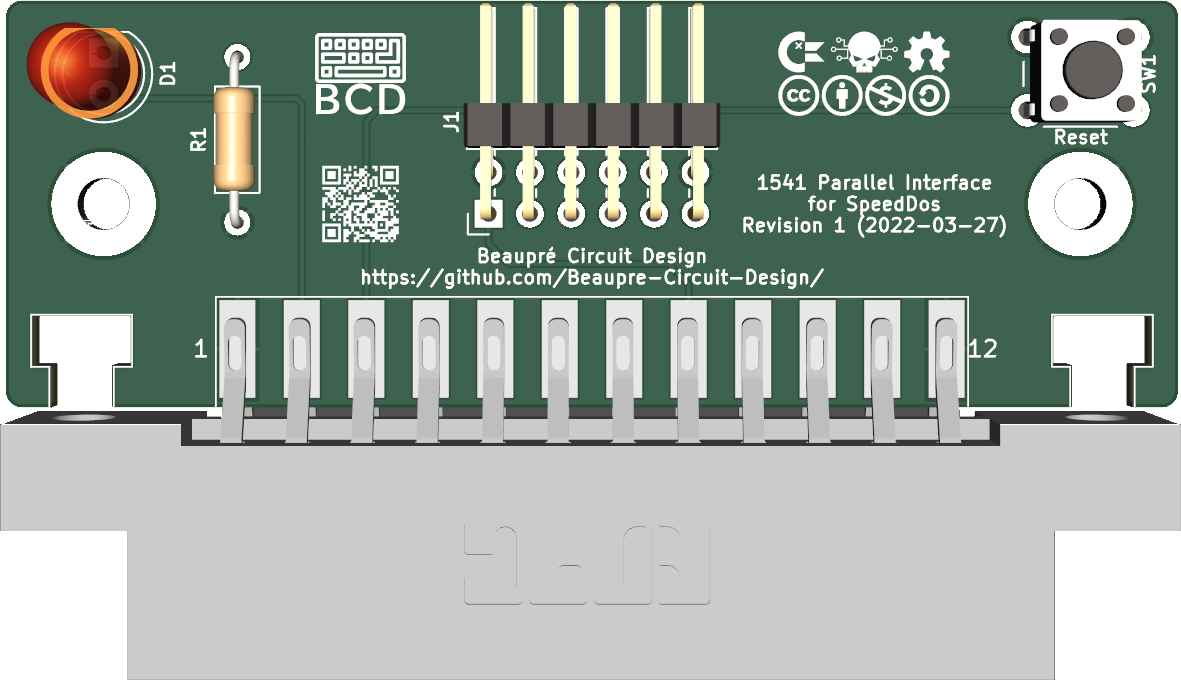 D1
R1
BCD
J1
cc
SW1
Reset
1541 Parallel Interface
for SpeedDos
Revision 1 (2022-03-27)
Beaupré Circuit Design
https://github.com/Beaupre-Circuit-Design/
1
12